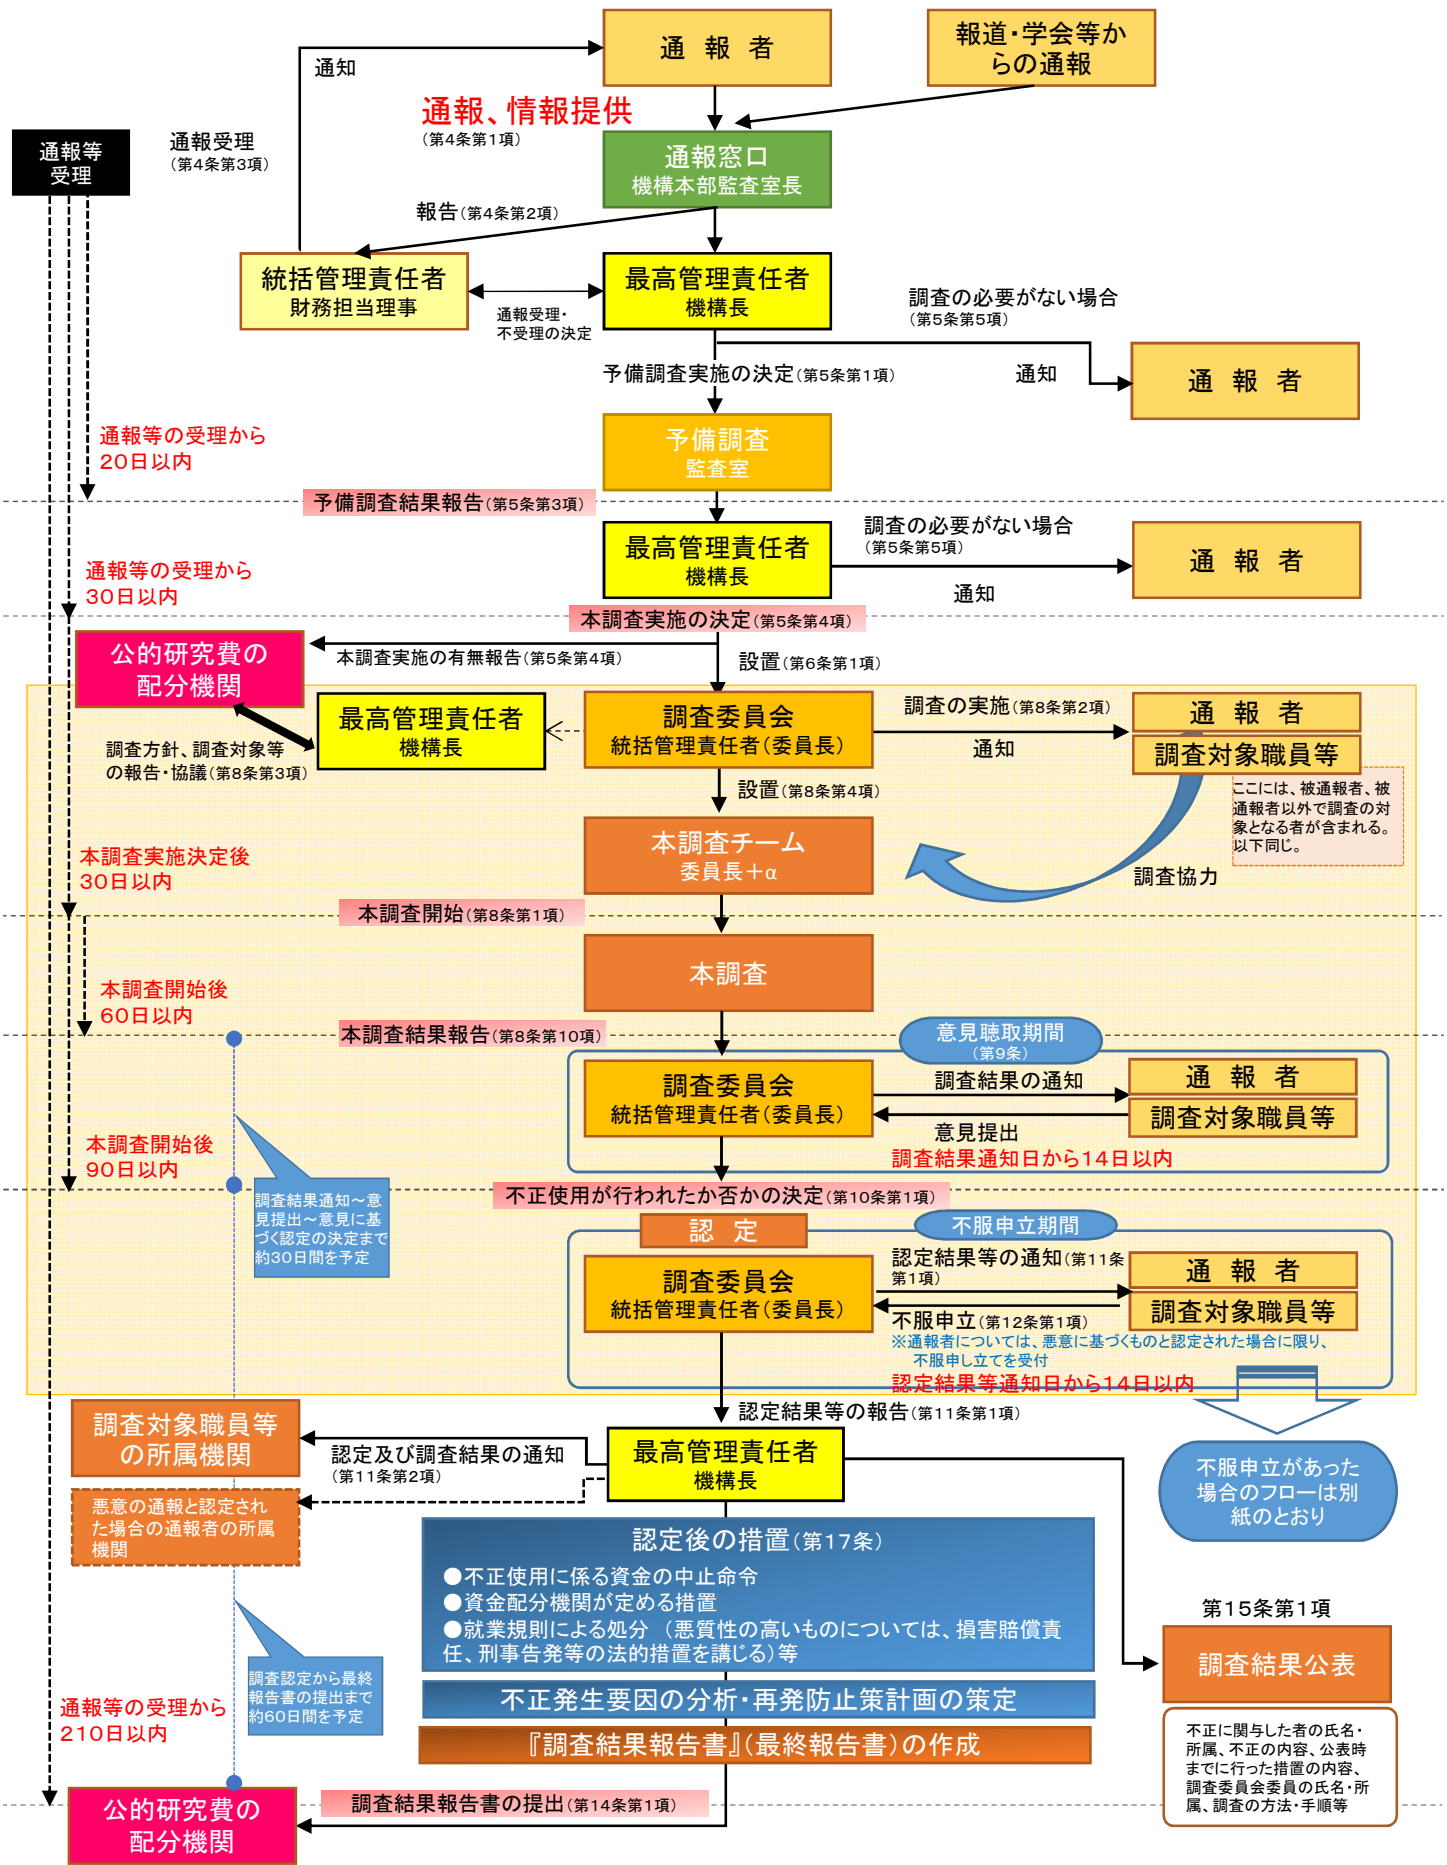 通 報 者
報道・学会等か
らの通報
通知
通報、情報提供
(第4条第1項)
通報受理
(第4条第3項)
通報等
受理
通報窓口
機構本部監査室長
報告(第4条第2項)
統括管理責任者
財務担当理事
最高管理責任者
機構長
通報受理・
不受理の決定
調査の必要がない場合
(第5条第5項)
予備調査実施の決定(第5条第1項)
通知
通 報 者
予備調査
監査室
通報等の受理から
20日以内
予備調査結果報告(第5条第3項)
最高管理責任者
機構長
調査の必要がない場合
(第5条第5項)
通知
通 報 者
通報等の受理から
30日以内
本調査実施の決定(第5条第4項)
公的研究費の
配分機関
本調査実施の有無報告(第5条第4項)
設置(第6条第1項)
最高管理責任者
機構長
調査委員会
統括管理責任者(委員長)
調査の実施(第8条第2項)
通知
通 報 者
調査対象職員等
調査方針、調査対象等
の報告・協議(第8条第3項)
設置(第8条第4項)
ここには、被通報者、被
通報者以外で調査の対
象となる者が含まれる。
以下同じ。
本調査チーム
委員長＋α
調査協力
本調査実施決定後
30日以内
本調査開始(第8条第1項)
本調査
本調査開始後
60日以内
本調査結果報告(第8条第10項)
意見聴取期間
(第9条)
調査委員会
統括管理責任者(委員長)
調査結果の通知
通 報 者
調査対象職員等
意見提出
調査結果通知日から14日以内
本調査開始後
90日以内
調査結果通知～意
見提出～意見に基
づく認定の決定まで
約30日間を予定
不正使用が行われたか否かの決定(第10条第1項)
認 定
不服申立期間
調査委員会
統括管理責任者(委員長)
認定結果等の通知(第11条
第1項)
通 報 者
調査対象職員等
不服申立(第12条第1項)
※通報者については、悪意に基づくものと認定された場合に限り、
不服申し立てを受付
認定結果等通知日から14日以内
認定結果等の報告(第11条第1項)
調査対象職員等
の所属機関
認定及び調査結果の通知
(第11条第2項)
最高管理責任者
機構長
不服申立があった
場合のフローは別
紙のとおり
悪意の通報と認定され
た場合の通報者の所属
機関
認定後の措置(第17条)
●不正使用に係る資金の中止命令
●資金配分機関が定める措置
●就業規則による処分 (悪質性の高いものについては、損害賠償責
任、刑事告発等の法的措置を講じる)等
第15条第1項
調査結果公表
調査認定から最終
報告書の提出まで
約60日間を予定
不正発生要因の分析・再発防止策計画の策定
通報等の受理から
210日以内
『調査結果報告書』(最終報告書)の作成
不正に関与した者の氏名・
所属、不正の内容、公表時
までに行った措置の内容、
調査委員会委員の氏名・所
属、調査の方法・手順等
公的研究費の
配分機関
調査結果報告書の提出(第14条第1項)